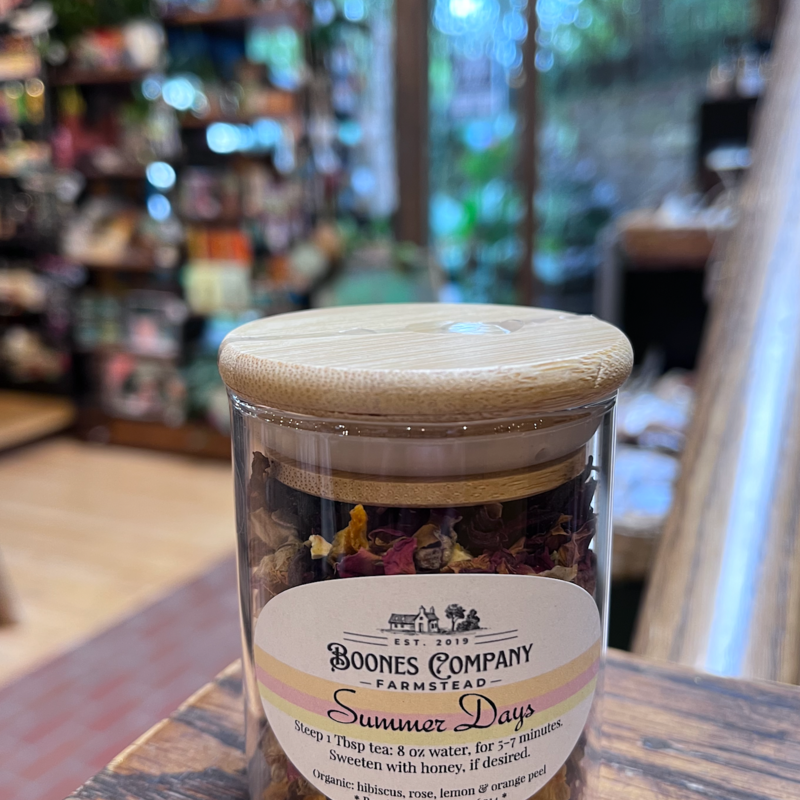 EST. 2019
BOONES COMPANY
FARMSTEAD
Summer Days
Steep 1 Tbsp tea: 8 oz water, for 5-7 minutes.
Sweeten with honey, if desired.
Organic: hibiscus, rose, lemon & orange peel